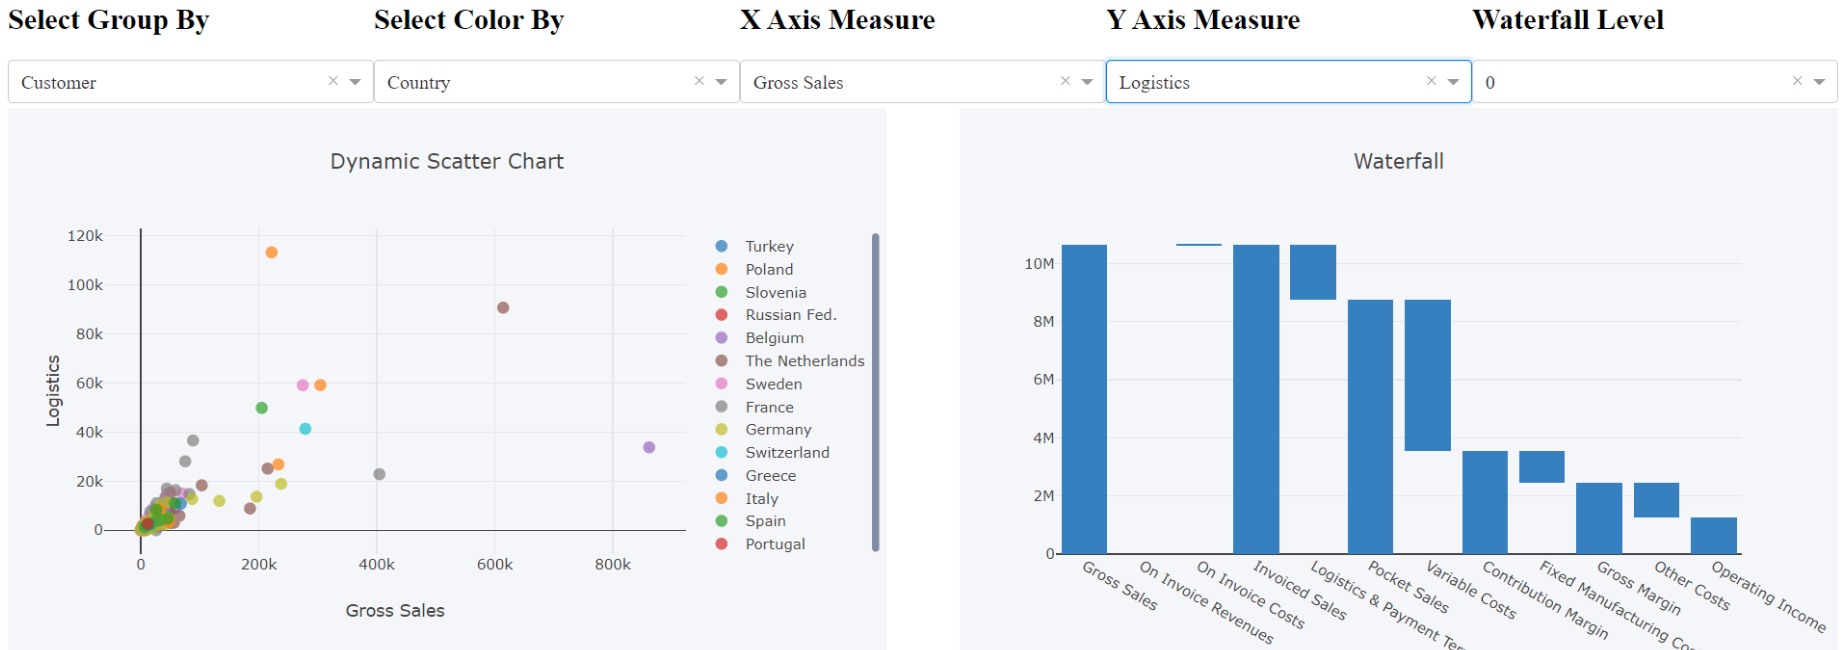 Select Group By
Select Color By
X Axis Measure
Y Axis Measure
Waterfall Level
Customer
Country
Gross Sales
Logistics
0
Dynamic Scatter Chart
120k
100k
80k
60k
40k
20k
0
Logistics
0
200k
400k
600k
800k
Gross Sales
Turkey
Poland
Slovenia
Russian Fed.
Belgium
The Netherlands
Sweden
France
Germany
Switzerland
Greece
Italy
Spain
Portugal
Waterfall
10M
8M
6M
4M
2M
0
Gross Sales
On Invoice Revenues
On Invoice Costs
Invoiced Sales
Logistics & Payment
Pocket Sales
Variable Costs
Contribution Margin
Fixed Manufacturing
Gross Margin
Other Costs
Operating Income